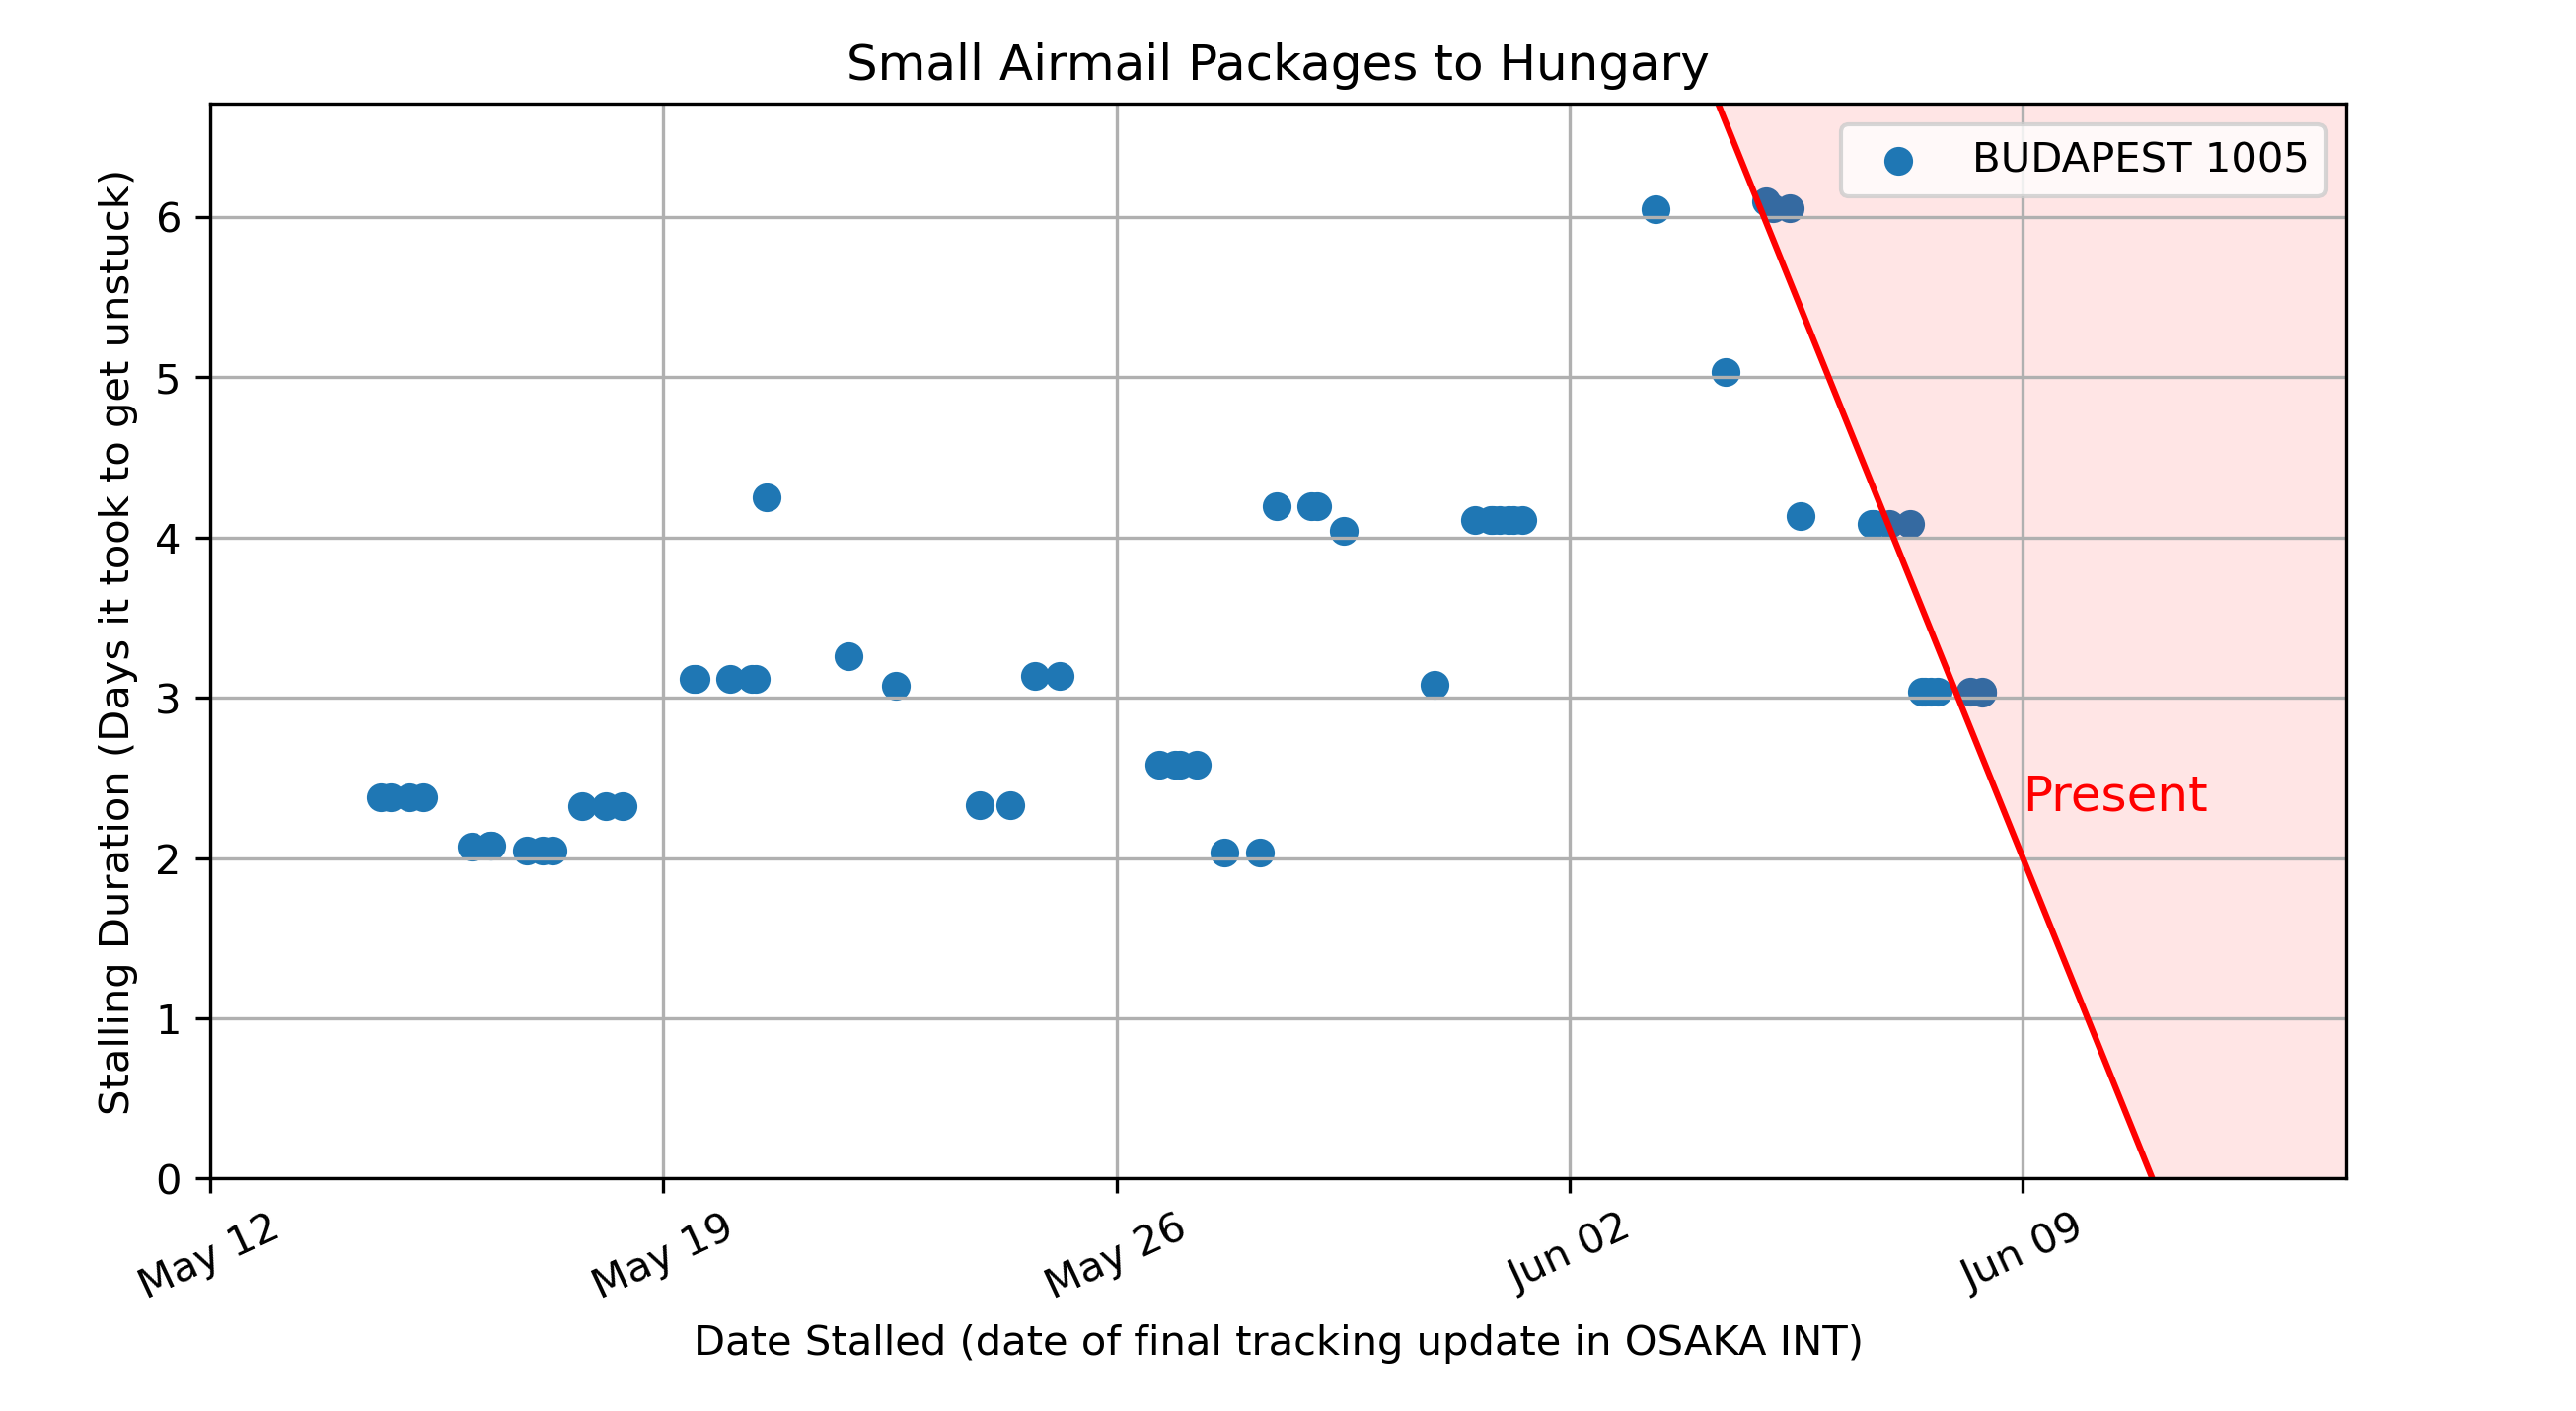 Small Airmail Packages to Hungary
BUDAPEST 1005
Stalling Duration (Days it took to get unstuck)
6
5
4
3
2
1
0
Present
May 12
May 19
May 26
Jun 02
Jun 09
Date Stalled (date of final tracking update in OSAKA INT)